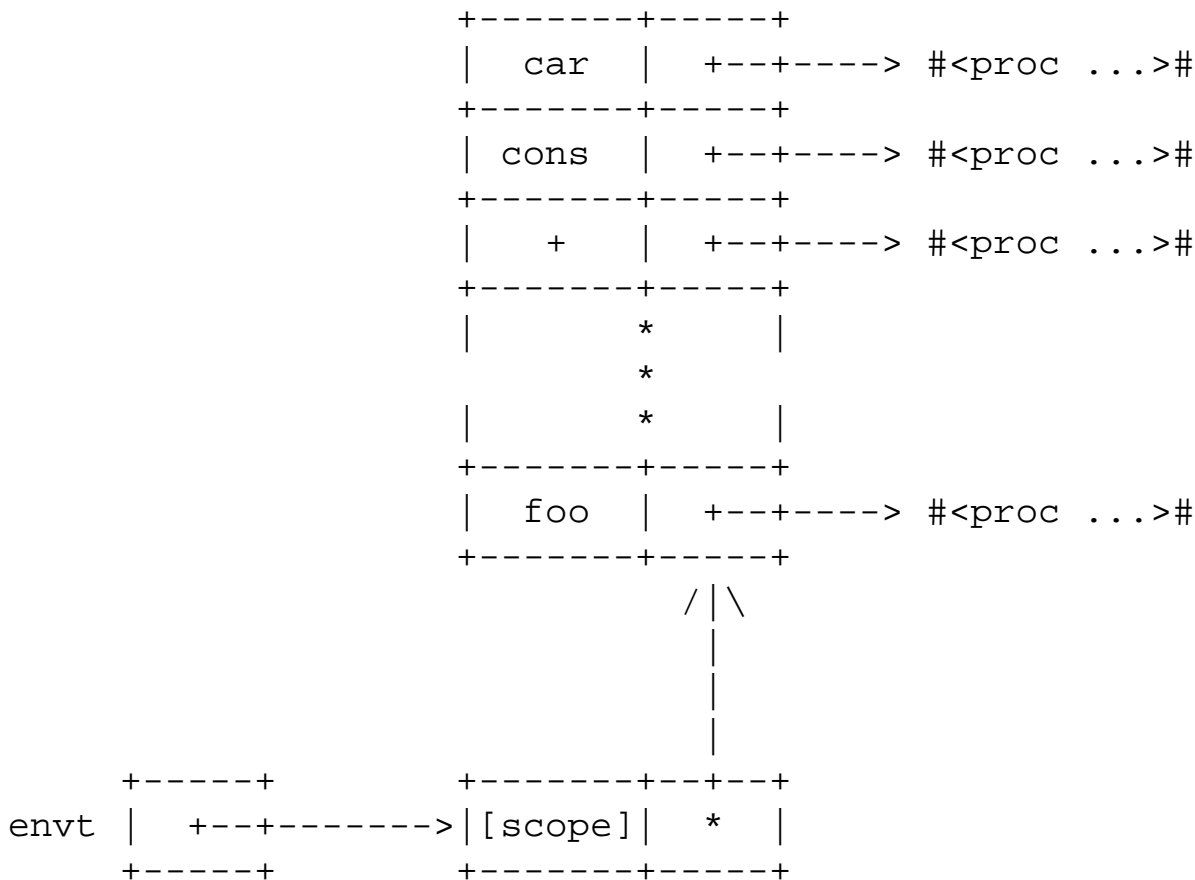 +-------+-----+
                         |  car  |  +--+----> #<proc ...>#
                         +-------+-----+
                         | cons  |  +--+----> #<proc ...>#
                         +-------+-----+
                         |   +   |  +--+----> #<proc ...>#
                         +-------+-----+
                         |       *     |
                                 *
                         |       *     |
                         +-------+-----+
                         |  foo  |  +--+----> #<proc ...>#
                         +-------+-----+
                                   /|\
                                    |
                                    |
                                    |
          +-----+        +-------+--+--+
     envt |  +--+------->|[scope]|  *  |
          +-----+        +-------+-----+